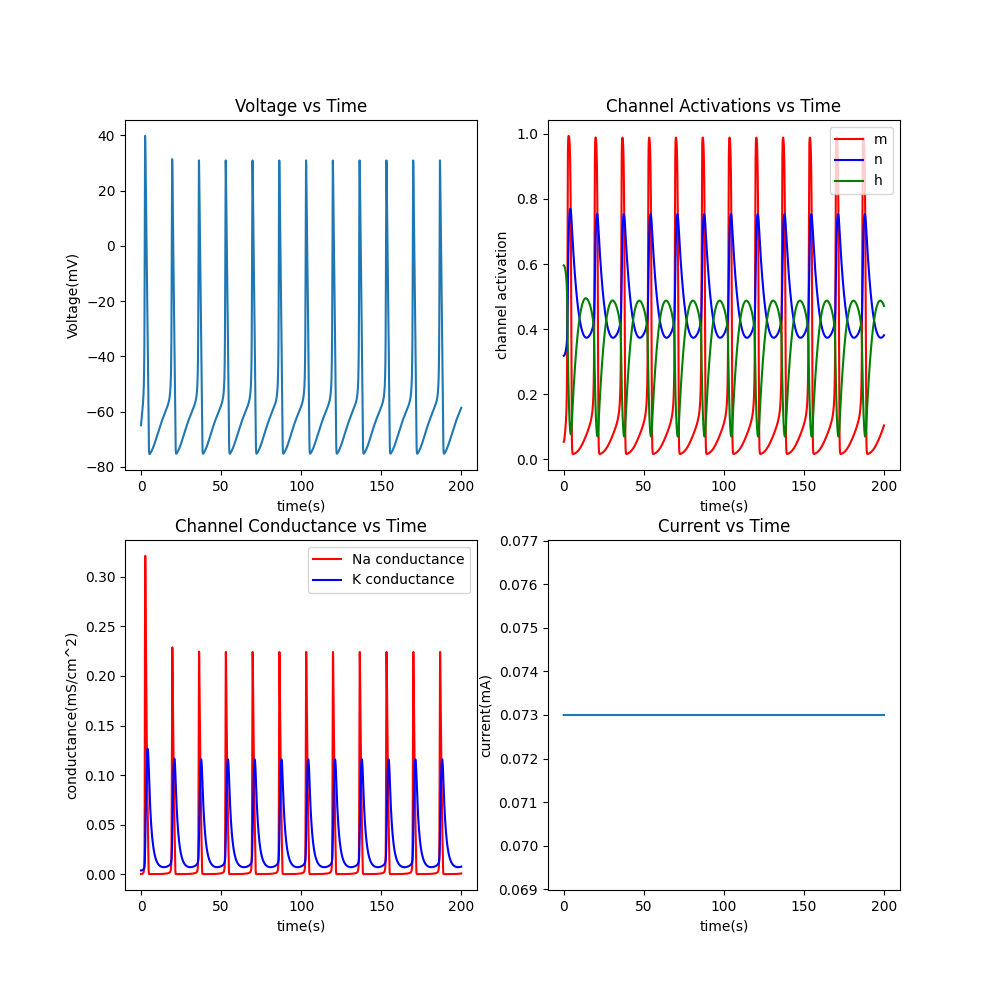 Voltage vs Time
40
20
0
−20
−40
−60
−80
Voltage(mV)
0 50 100 150 200
time(s)
Channel Activations vs Time
1.0
0.8
0.6
0.4
0.2
0.0
channel activation
m
n
h
0 50 100 150 200
time(s)
Channel Conductance vs Time
0.30
0.25
0.20
0.15
0.10
0.05
0.00
conductance(mS/cm^2)
Na conductance
K conductance
0 50 100 150 200
time(s)
Current vs Time
0.077
0.076
0.075
0.074
0.073
0.072
0.071
0.070
0.069
current(mA)
0 50 100 150 200
time(s)